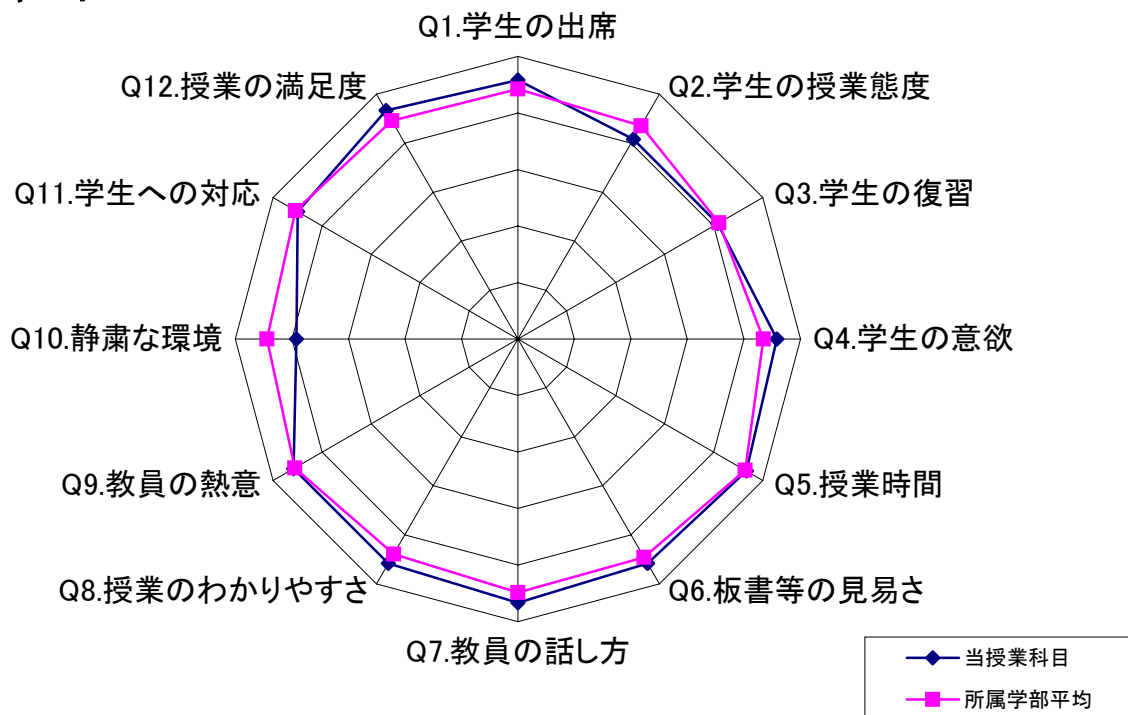 Q1.学生の出席
Q2.学生の授業態度
Q3.学生の復習
Q4.学生の意欲
Q5.授業時間
Q6.板書等の見易さ
Q7.教員の話し方
Q8.授業のわかりやすさ
Q9.教員の熱意
Q10.静粛な環境
Q11.学生への対応
Q12.授業の満足度
当授業科目
所属学部平均